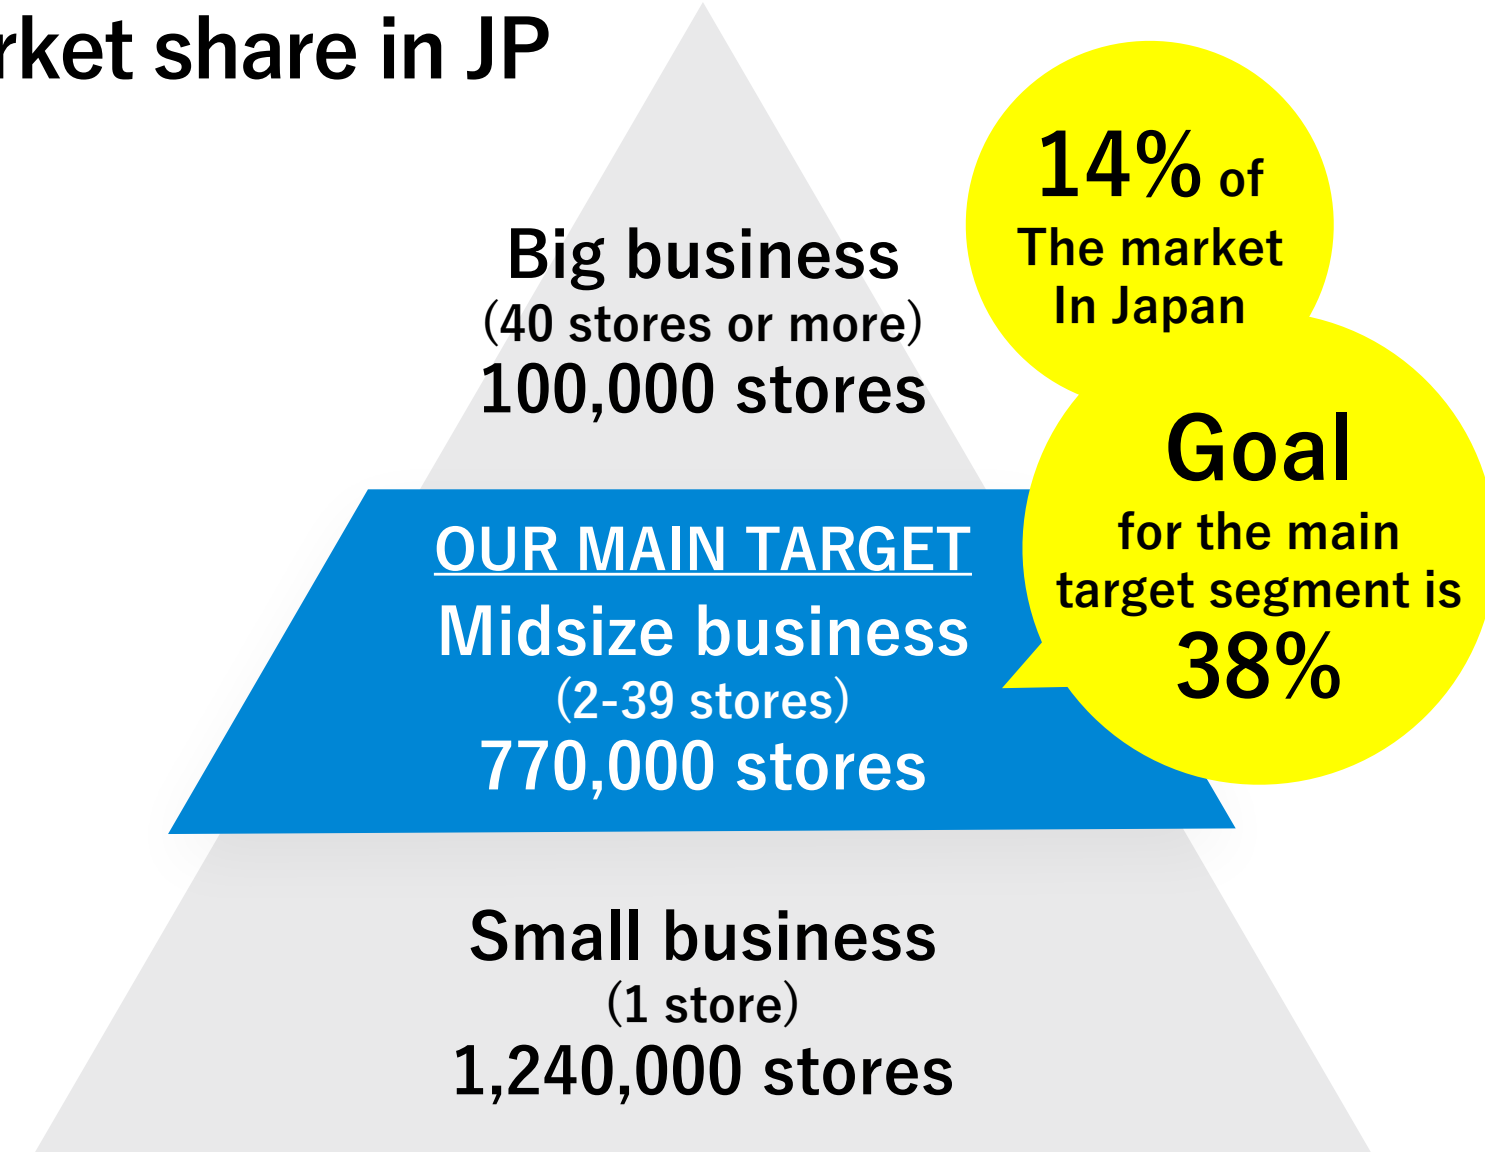 rket share in JP
14% of
The market
In Japan
Big business
(40 stores or more)
100,000 stores
Goal
for the main
target segment is
38%
OUR MAIN TARGET
Midsize business
(2-39 stores)
770,000 stores
Small business
(1 store)
1,240,000 stores